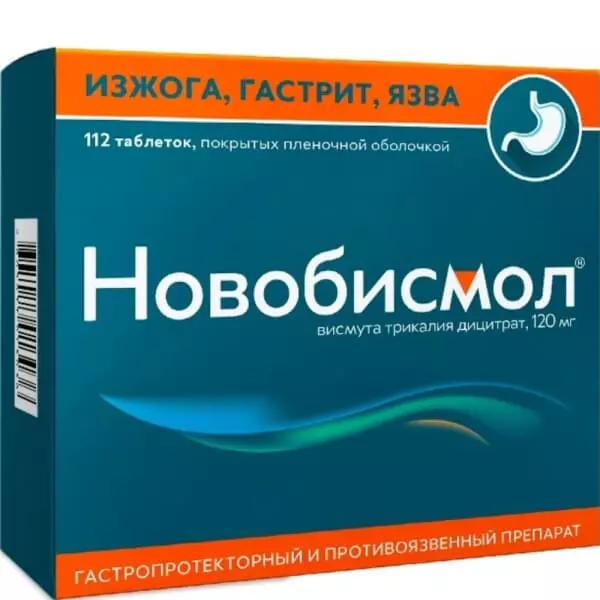 ИЗЖОГА, ГАСТРИТ, ЯЗВА
112 таблеток, покрытых пленочной оболочкой
Новобисмол®
висмута трикалия дицитрат, 120 мг
ГАСТРОПРОТЕКТОРНЫЙ И ПРОТИВОЯЗВЕННЫЙ ПРЕПАРАТ